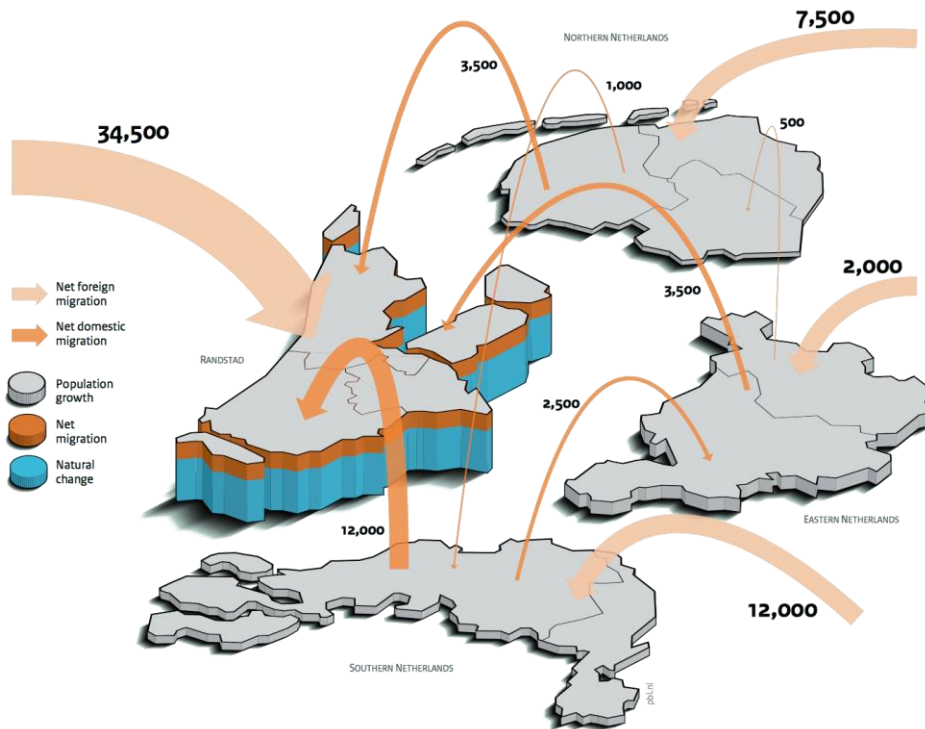 7,500
NORTHERN NETHERLANDS
3,500
1,000
34,500
500
2,000
3,500
Net foreign
migration
Net domestic
migration
RANDSTAD
Population
growth
Net
migration
Natural
change
2,500
12,000
EASTERN NETHERLANDS
12,000
SOUTHERN NETHERLANDS
pbl.nl